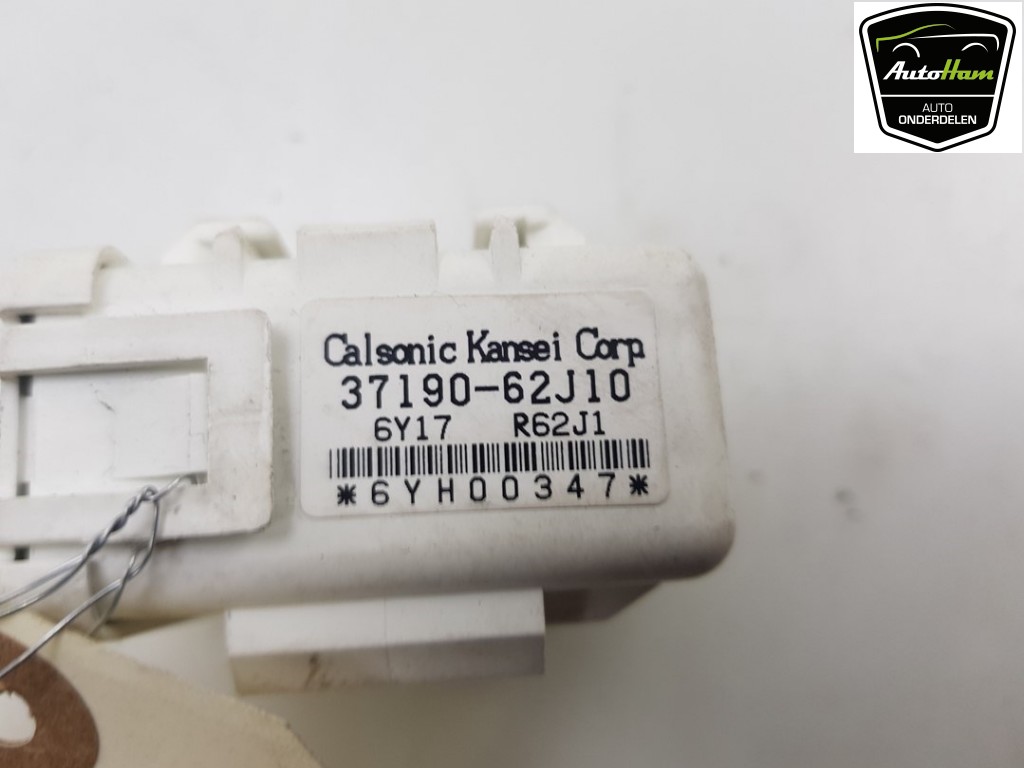 AutoHam
AUTO
ONDERDELEN
Calsonic Kansei Corp.
37190-62J10
6Y17 R62J1
*6YH00347*